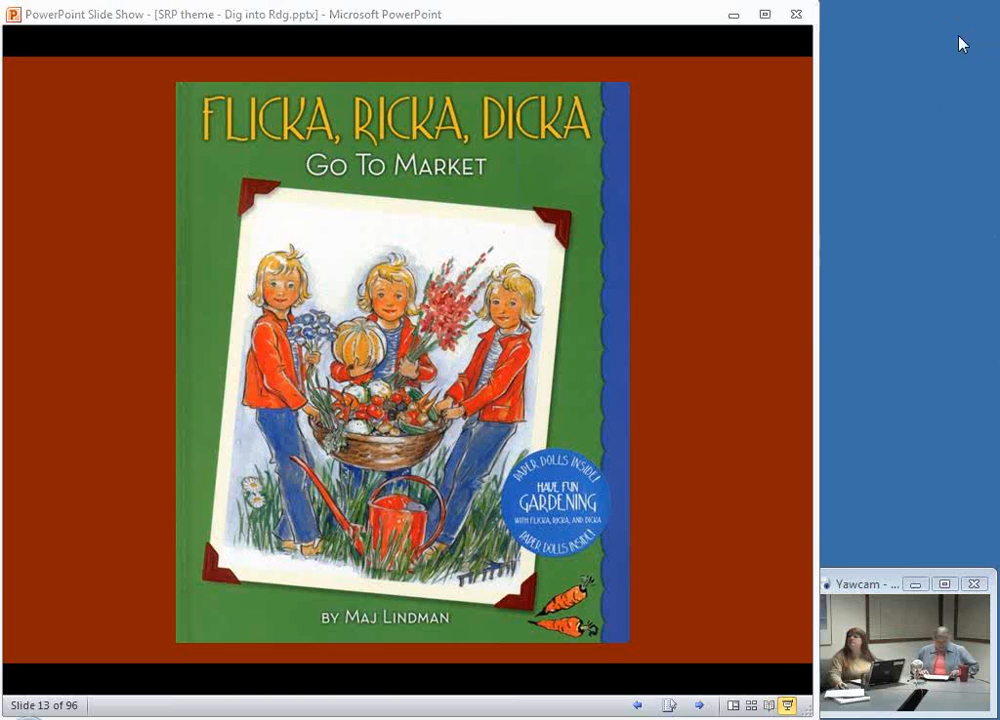 PowerPoint Slide Show - [SRP theme - Dig into Rdg.pptx] - Microsoft PowerPoint
FLICKA, RICKA, DICKA
GO TO MARKET
PAPER DOLLS INSIDE!
HAVE FUN
GARDENING
WITH FLICKA, RICKA, AND DICKA
PAPER DOLLS INSIDE!
BY MAJ LINDMAN
Yawcam - ...
Slide 13 of 96